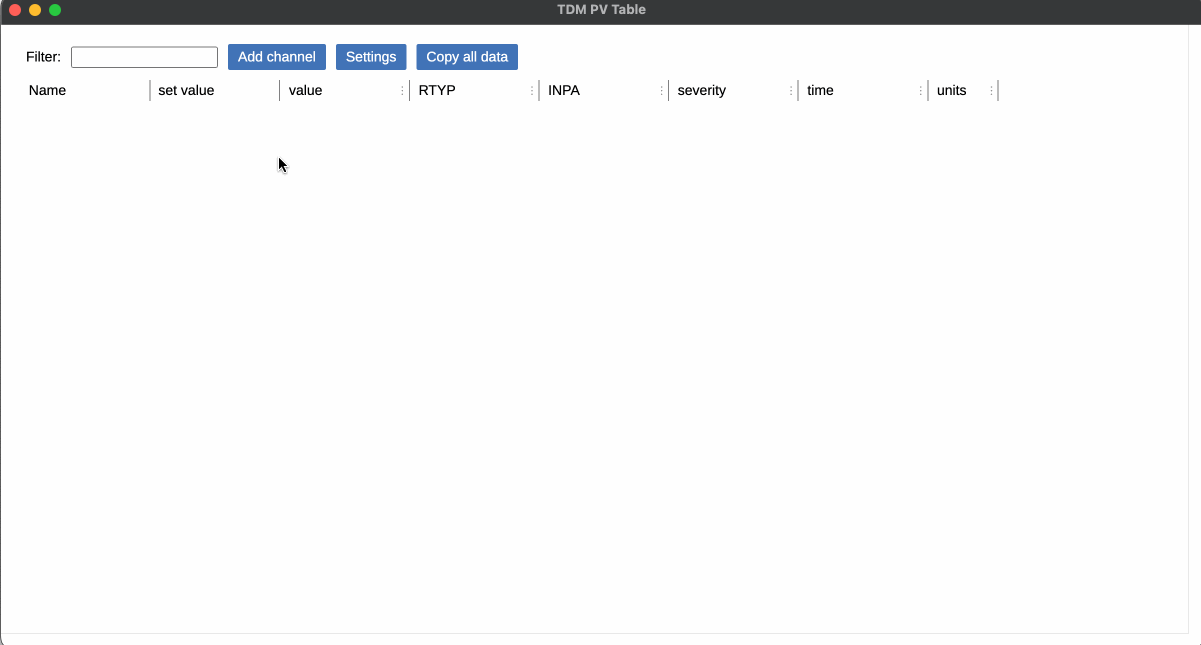 TDM PV Table
Filter: Add channel Settings Copy all data
Name set value value RTYP INPA severity time units